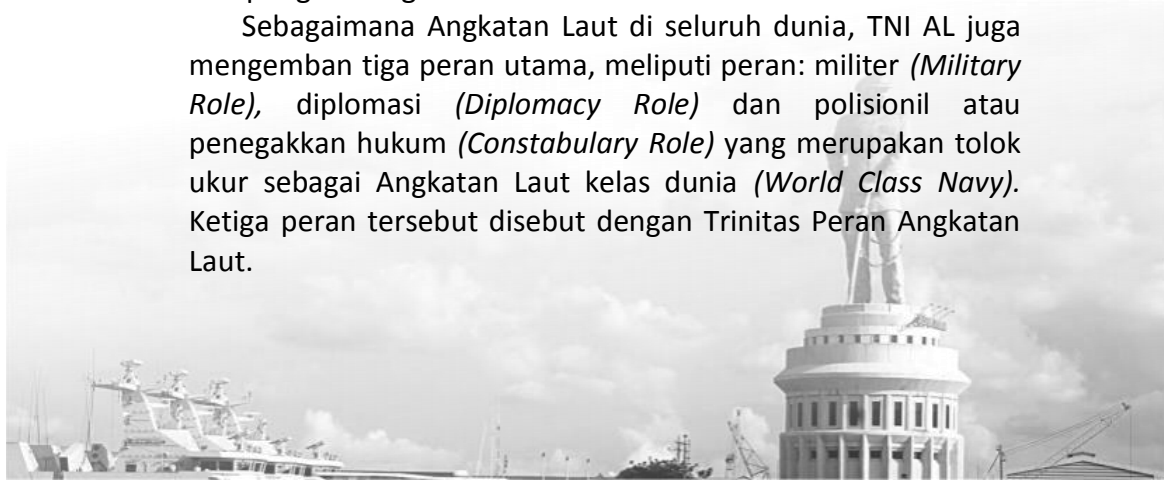 Sebagaimana Angkatan Laut di seluruh dunia, TNI AL juga
mengemban tiga peran utama, meliputi peran: militer (Military
Role), diplomasi (Diplomacy Role) dan polisionil atau
penegakkan hukum (Constabulary Role) yang merupakan tolok
ukur sebagai Angkatan Laut kelas dunia (World Class Navy).
Ketiga peran tersebut disebut dengan Trinitas Peran Angkatan
Laut.